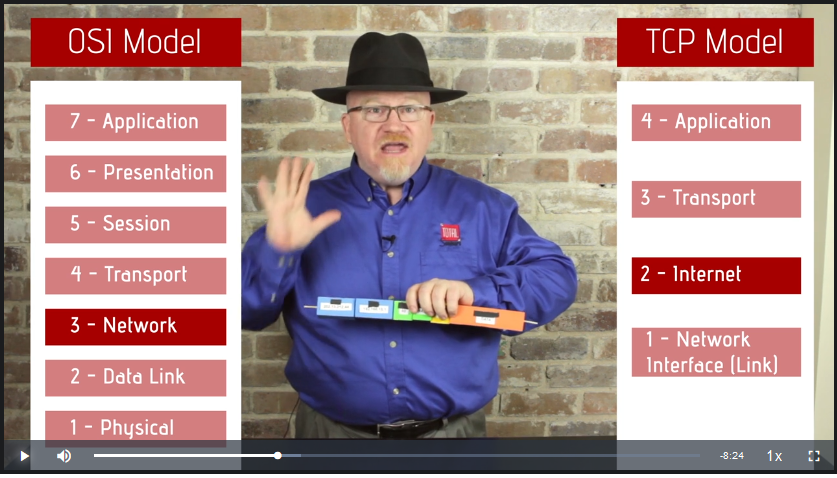 OSI Model
7 - Application
6 - Presentation
5 - Session
4 - Transport
3 - Network
2 - Data Link
1 - Physical
TCP Model
4 - Application
3 - Transport
2 - Internet
1 - Network
Interface (Link)
TOTAL
-8:24
1x